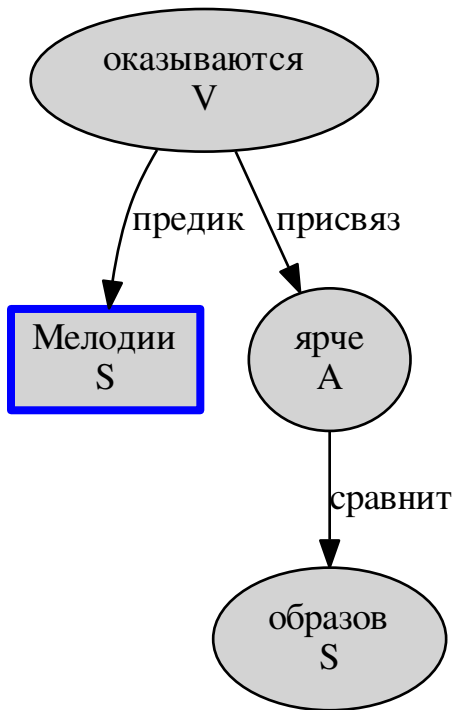 оказываются
V
предик
присвяз
Мелодии
S
ярче
A
сравнит
образов
S